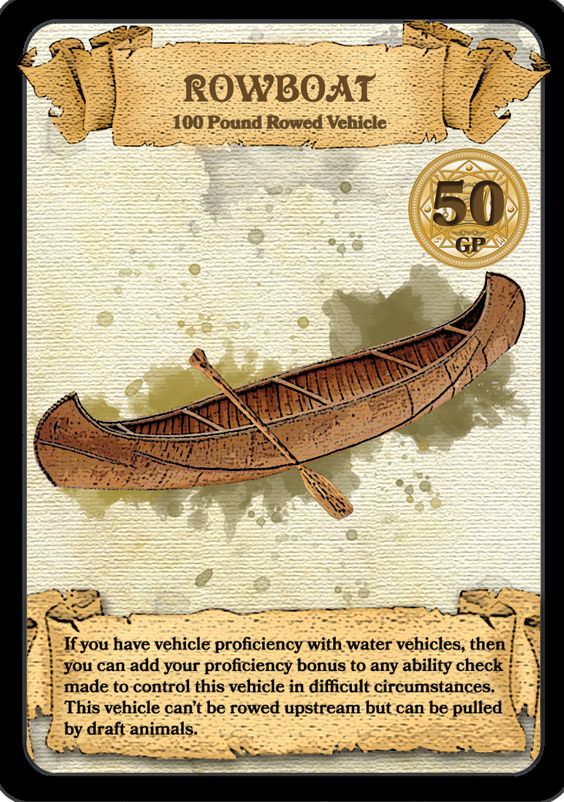 ROWBOAT
100 Pound Rowed Vehicle
50
GP
If you have vehicle proficiency with water vehicles, then
you can add your proficiency bonus to any ability check
made to control this vehicle in difficult circumstances.
This vehicle can't be rowed upstream but can be pulled
by draft animals.